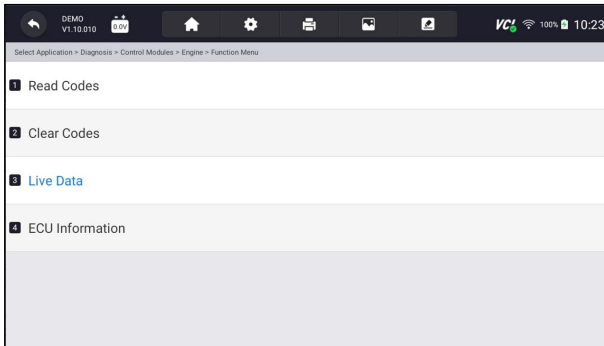 DEMO
V1.10.010
0.0V
VC
100%
10:23
Select Application > Diagnosis > Control Modules > Engine > Function Menu
1 Read Codes
2 Clear Codes
3 Live Data
4 ECU Information